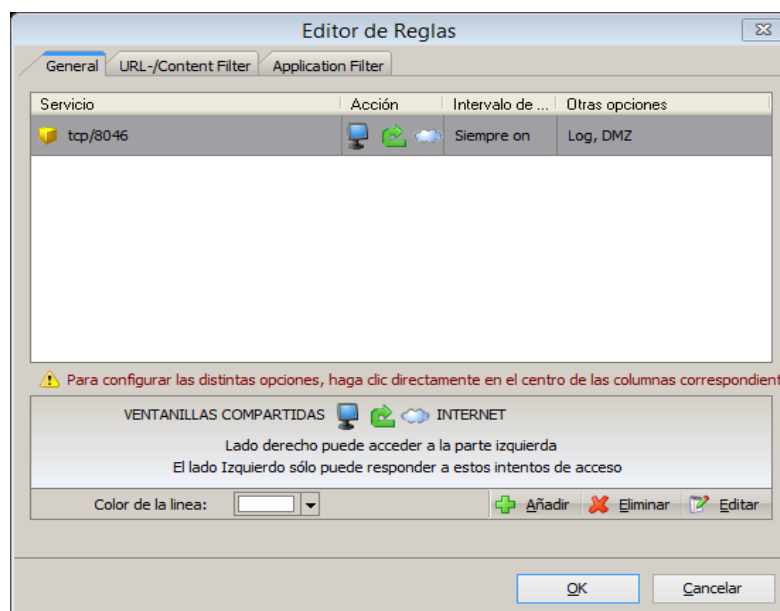 Editor de Reglas
General URL-/Content Filter Application Filter
Servicio Acción Intervalo de ... Otras opciones
tcp/8046 Siempre on Log, DMZ
Para configurar las distintas opciones, haga clic directamente en el centro de las columnas correspondient
VENTANILLAS COMPARTIDAS INTERNET
Lado derecho puede acceder a la parte izquierda
El lado Izquierdo sólo puede responder a estos intentos de acceso
Color de la linea: Añadir Eliminar Editar
OK Cancelar